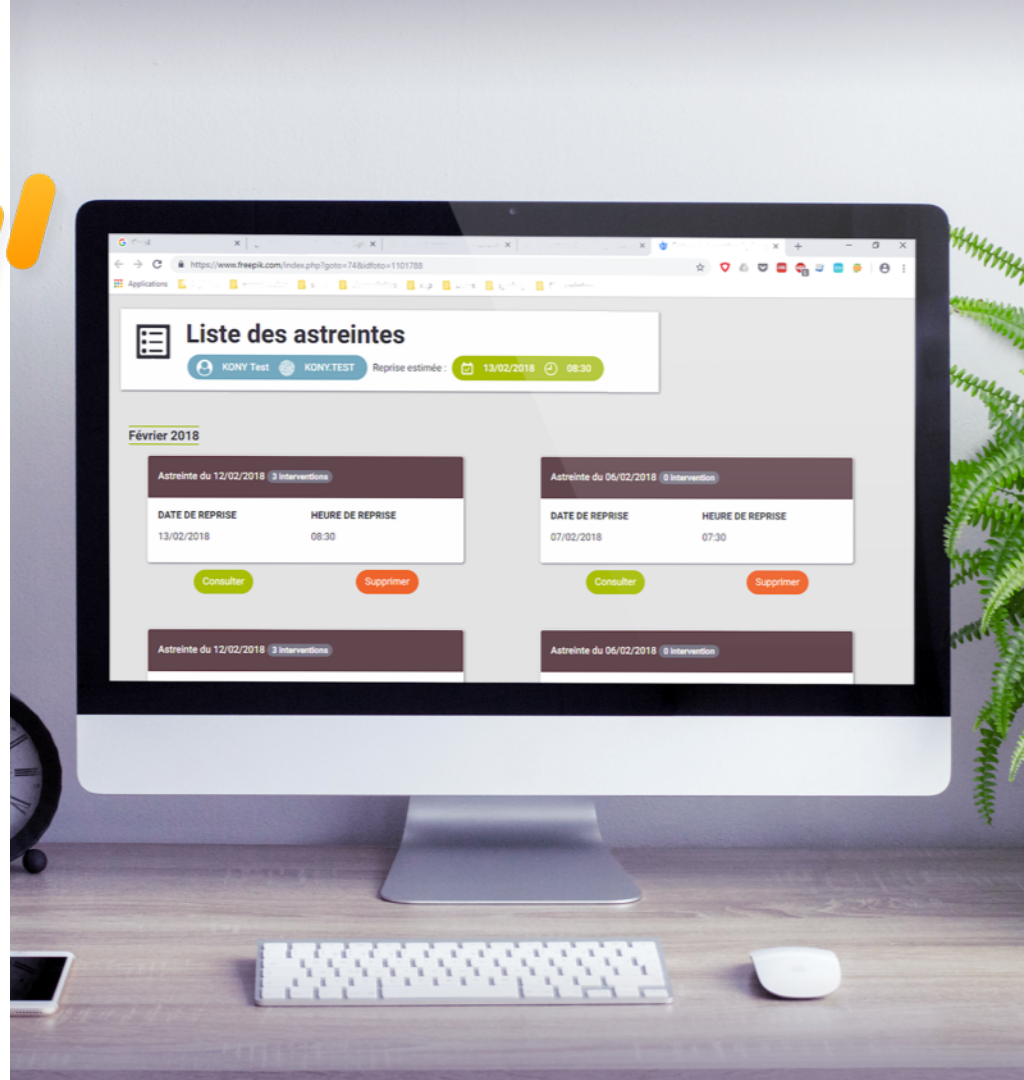 https://www.freepik.com/index.php?goto=74&idfoto=1101788
Applications
Liste des astreintes
KONY Test KONY.TEST Reprise estimée : 13/02/2018 08:30
Février 2018
Astreinte du 12/02/2018 3 interventions
DATE DE REPRISE HEURE DE REPRISE
13/02/2018 08:30
Consulter Supprimer
Astreinte du 06/02/2018 0 intervention
DATE DE REPRISE HEURE DE REPRISE
07/02/2018 07:30
Consulter Supprimer
Astreinte du 12/02/2018 3 interventions
Astreinte du 06/02/2018 0 intervention